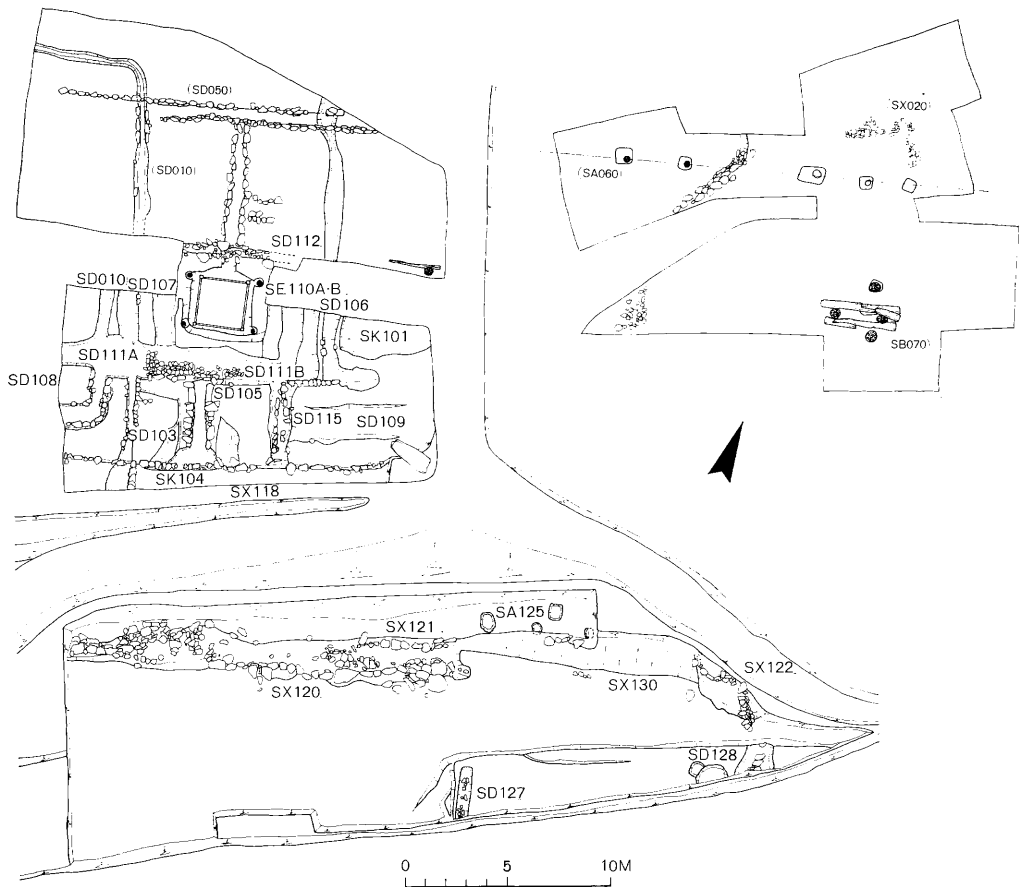 (SD050)
(SX020)
(SD010)
(SA060)
SD112
SD010
SD107
SE110A·B
SD106
SK101
SB070
SD111A
SD111B
SD108
SD105
SD115
SD109
SD103
SK104
SX118
SA125
SX121
SX122
SX120
SX130
SD128
SD127
0 5 10M